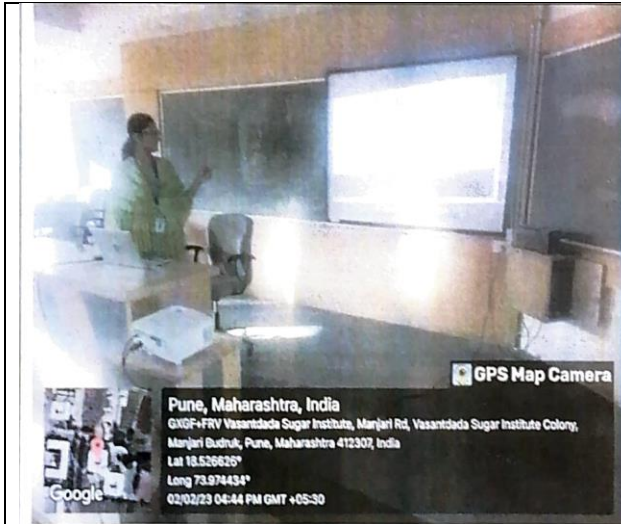 GPS Map Camera
Pune, Maharashtra, India
GXGF+FRV Vasantdada Sugar Institute, Manjari Rd, Vasantdada Sugar Institute Colony,
Manjari Budruk, Pune, Maharashtra 412307, India
Lat 18.526626°
Long 73.974434°
02/02/23 04:44 PM GMT +05:30
Google